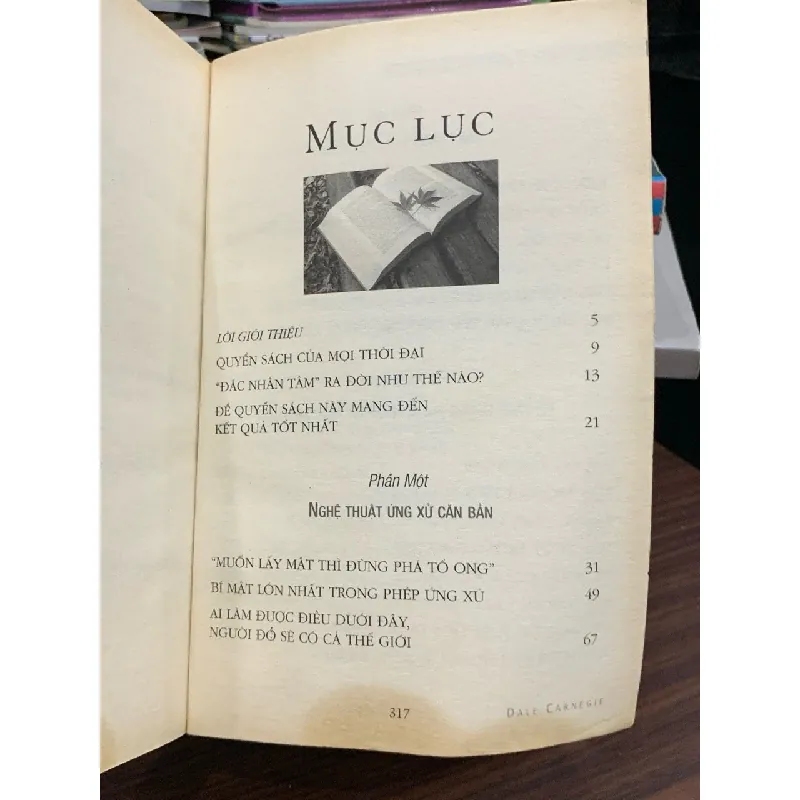 MỤC LỤC
LỜI GIỚI THIỆU 5
QUYỂN SÁCH CỦA MỌI THỜI ĐẠI 9
“ĐẮC NHÂN TÂM” RA ĐỜI NHƯ THẾ NÀO? 13
ĐỂ QUYỂN SÁCH NÀY MANG ĐẾN
KẾT QUẢ TỐT NHẤT 21
Phần Một
NGHỆ THUẬT ỨNG XỬ CĂN BẢN
“MUỐN LẤY MẬT THÌ ĐỪNG PHÁ TỔ ONG” 31
BÍ MẬT LỚN NHẤT TRONG PHÉP ỨNG XỬ 49
AI LÀM ĐƯỢC ĐIỀU DƯỚI ĐÂY,
NGƯỜI ĐÓ SẼ CÓ CẢ THẾ GIỚI 67
317 DALE CARNEGIE